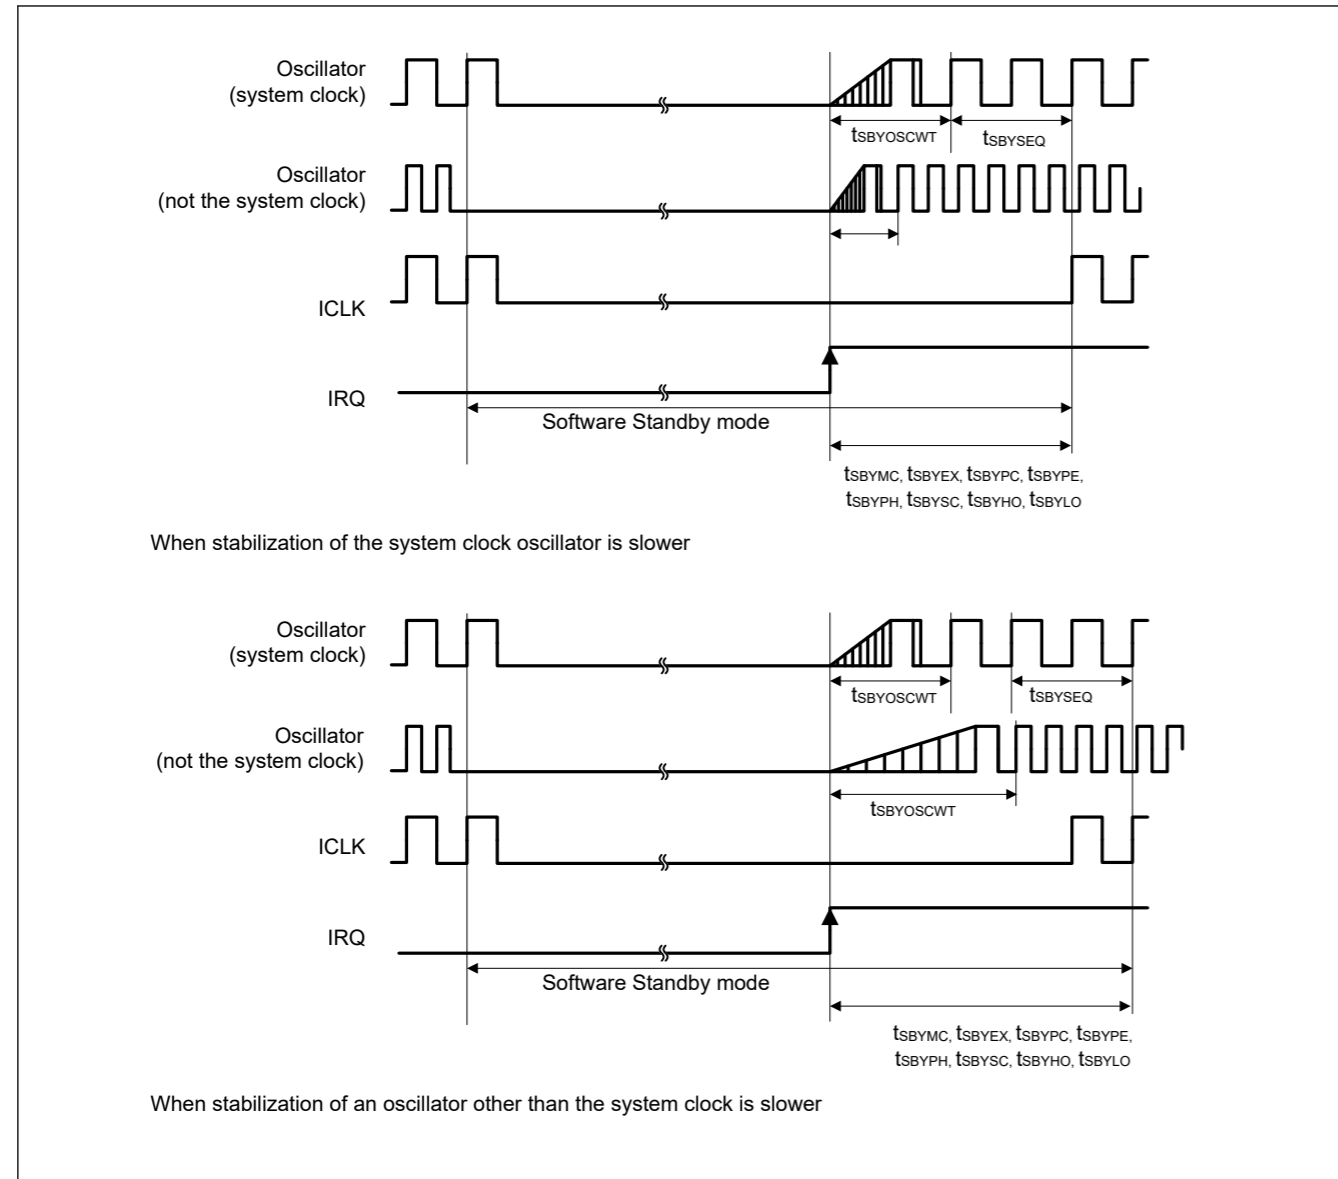 Oscillator
(system clock)
tSBYOSCWT
tSBYSEQ
Oscillator
(not the system clock)
ICLK
IRQ
Software Standby mode
tSBYMC, tSBYEX, tSBYPC, tSBYPE,
tSBYPH, tSBYSC, tSBYHO, tSBYLO
When stabilization of the system clock oscillator is slower
Oscillator
(system clock)
tSBYOSCWT
tSBYSEQ
Oscillator
(not the system clock)
tSBYOSCWT
ICLK
IRQ
Software Standby mode
tSBYMC, tSBYEX, tSBYPC, tSBYPE,
tSBYPH, tSBYSC, tSBYHO, tSBYLO
When stabilization of an oscillator other than the system clock is slower